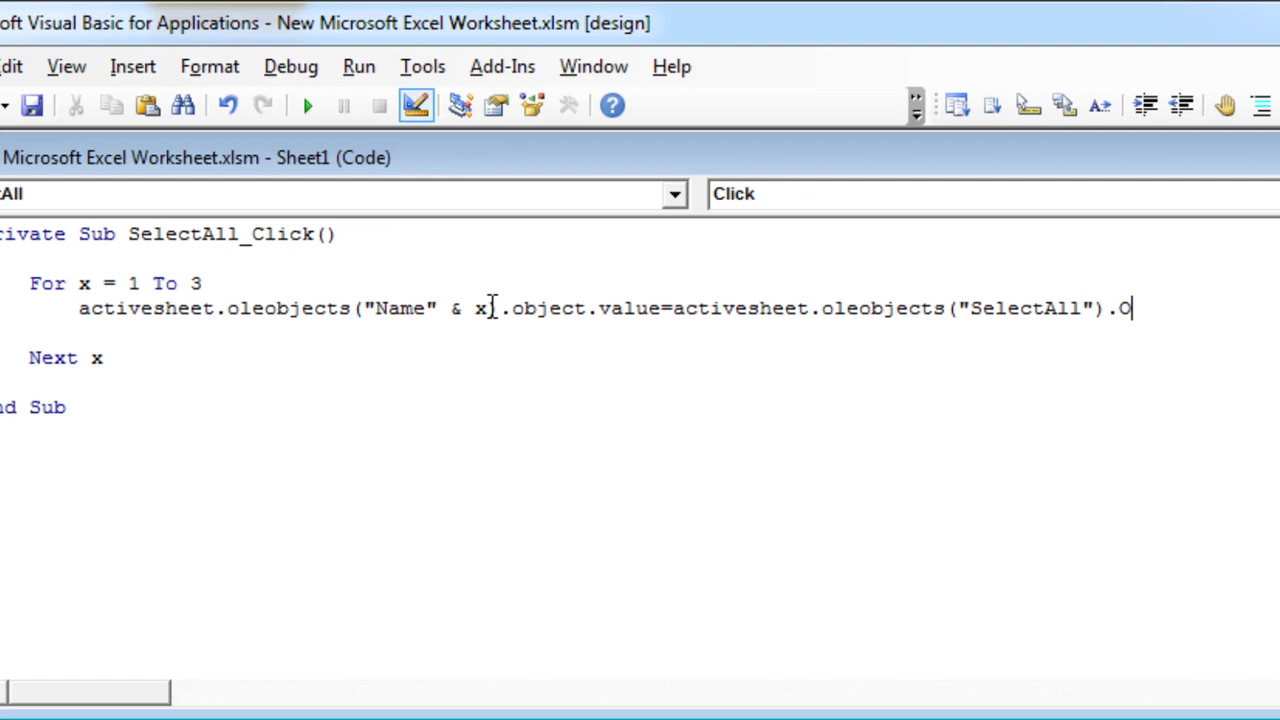 oft Visual Basic for Applications - New Microsoft Excel Worksheet.xlsm [design]
dit View Insert Format Debug Run Tools Add-Ins Window Help
Microsoft Excel Worksheet.xlsm - Sheet1 (Code)
All Click
rivate Sub SelectAll_Click()
For x = 1 To 3
activesheet.oleobjects("Name" & x).object.value=activesheet.oleobjects("SelectAll").O
Next x
nd Sub